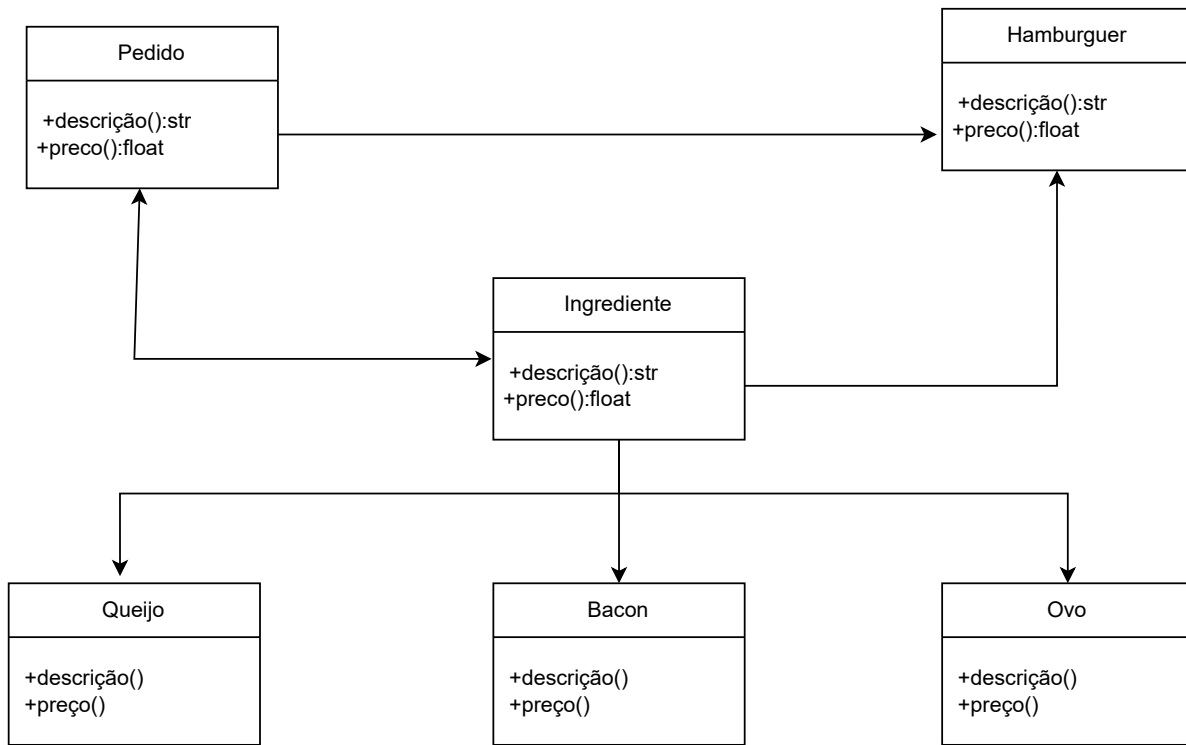 Pedido
+descrição():str
+preco():float
Hamburguer
+descrição():str
+preco():float
Ingrediente
+descrição():str
+preco():float
Queijo
+descrição()
+preço()
Bacon
+descrição()
+preço()
Ovo
+descrição()
+preço()